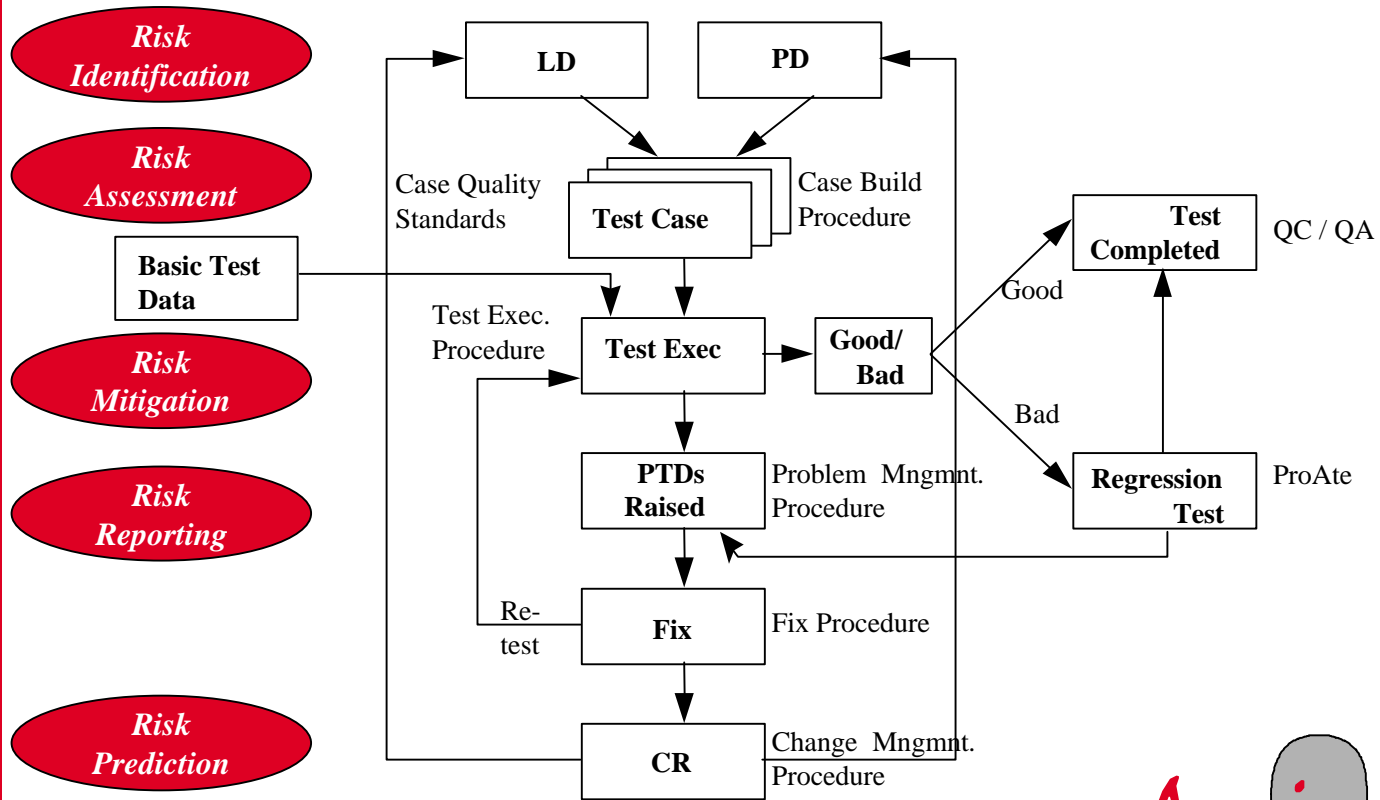 Risk
Identification
LD
PD
Risk
Assessment
Case Quality
Standards
Test Case
Case Build
Procedure
Test
Completed
QC / QA
Basic Test
Data
Good
Test Exec.
Procedure
Test Exec
Good/
Bad
Risk
Mitigation
Bad
Risk
Reporting
PTDs
Raised
Problem Mngmnt.
Procedure
Regression
Test
ProAte
Re-
test
Fix
Fix Procedure
Risk
Prediction
CR
Change Mngmnt.
Procedure